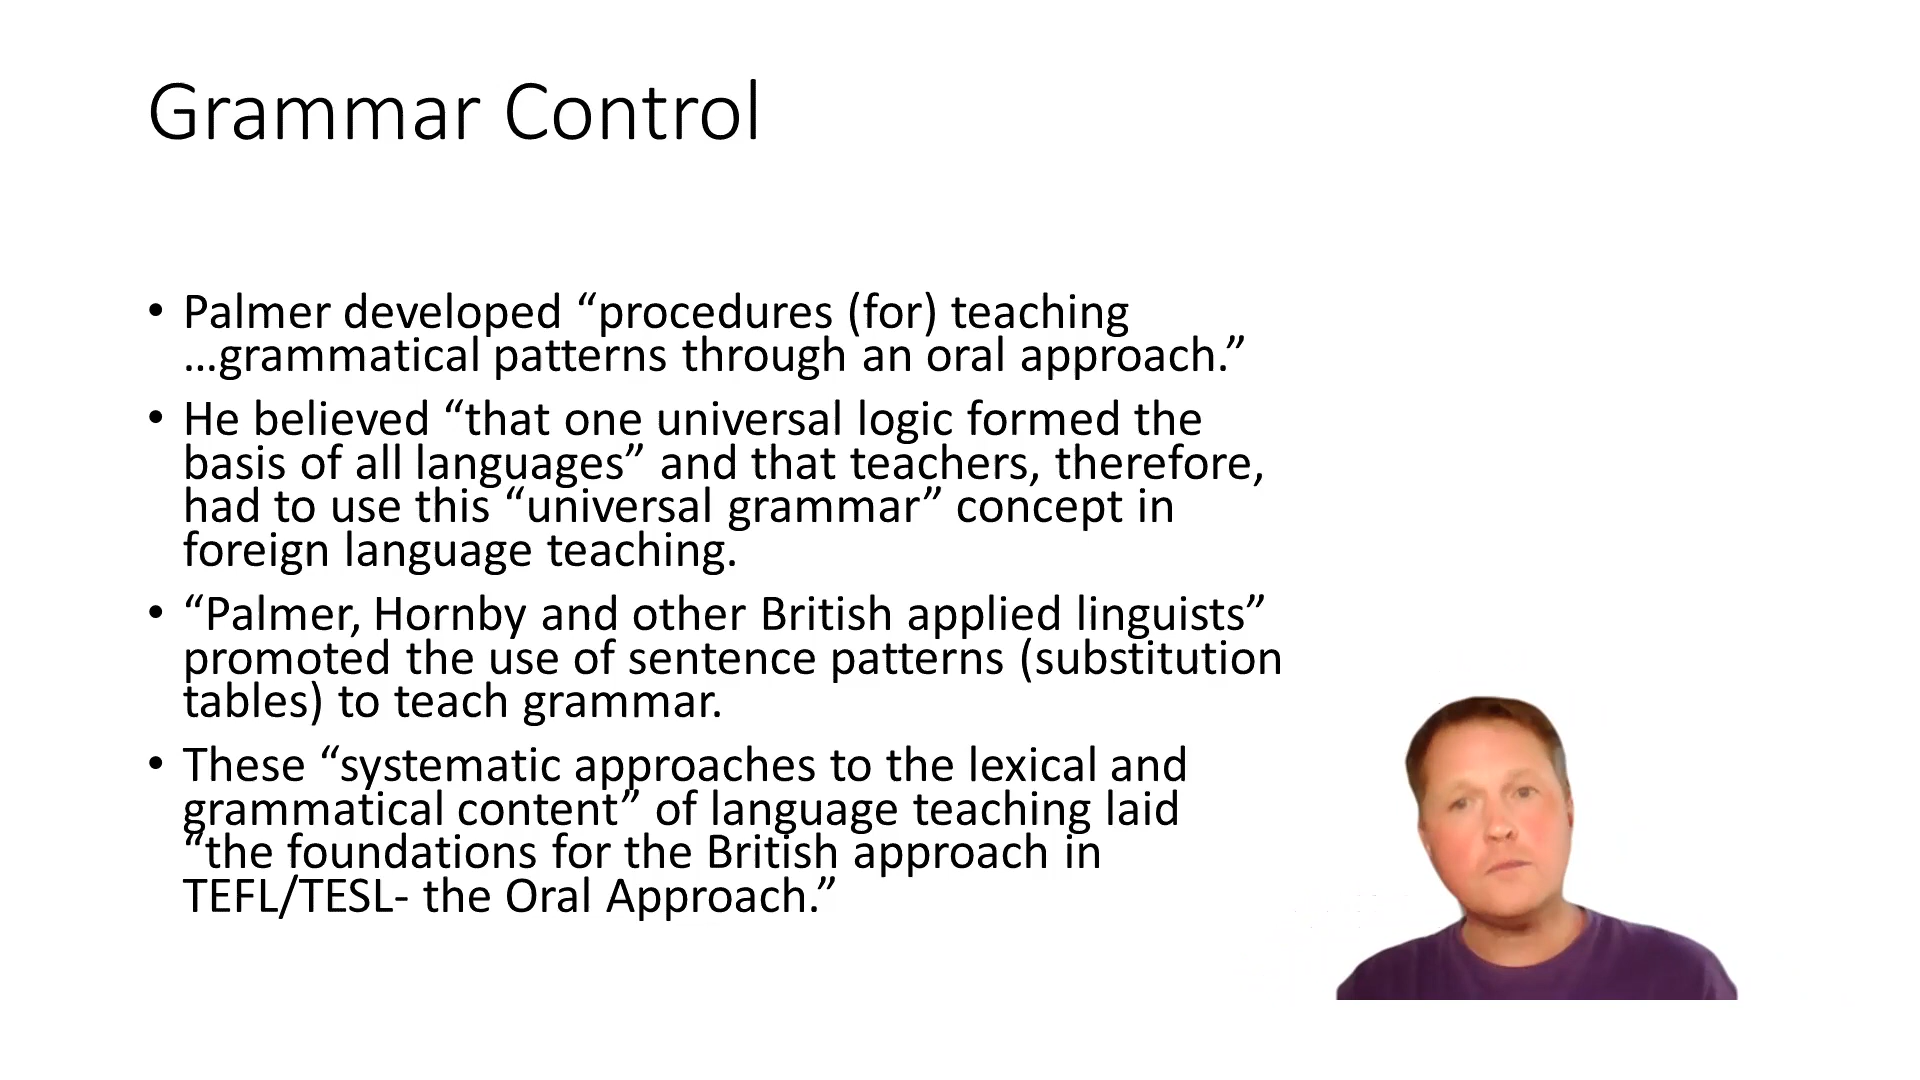 Grammar Control
• Palmer developed “procedures (for) teaching
…grammatical patterns through an oral approach.”
• He believed “that one universal logic formed the
basis of all languages” and that teachers, therefore,
had to use this “universal grammar” concept in
foreign language teaching.
• “Palmer, Hornby and other British applied linguists”
promoted the use of sentence patterns (substitution
tables) to teach grammar.
• These “systematic approaches to the lexical and
grammatical content” of language teaching laid
“the foundations for the British approach in
TEFL/TESL- the Oral Approach.”